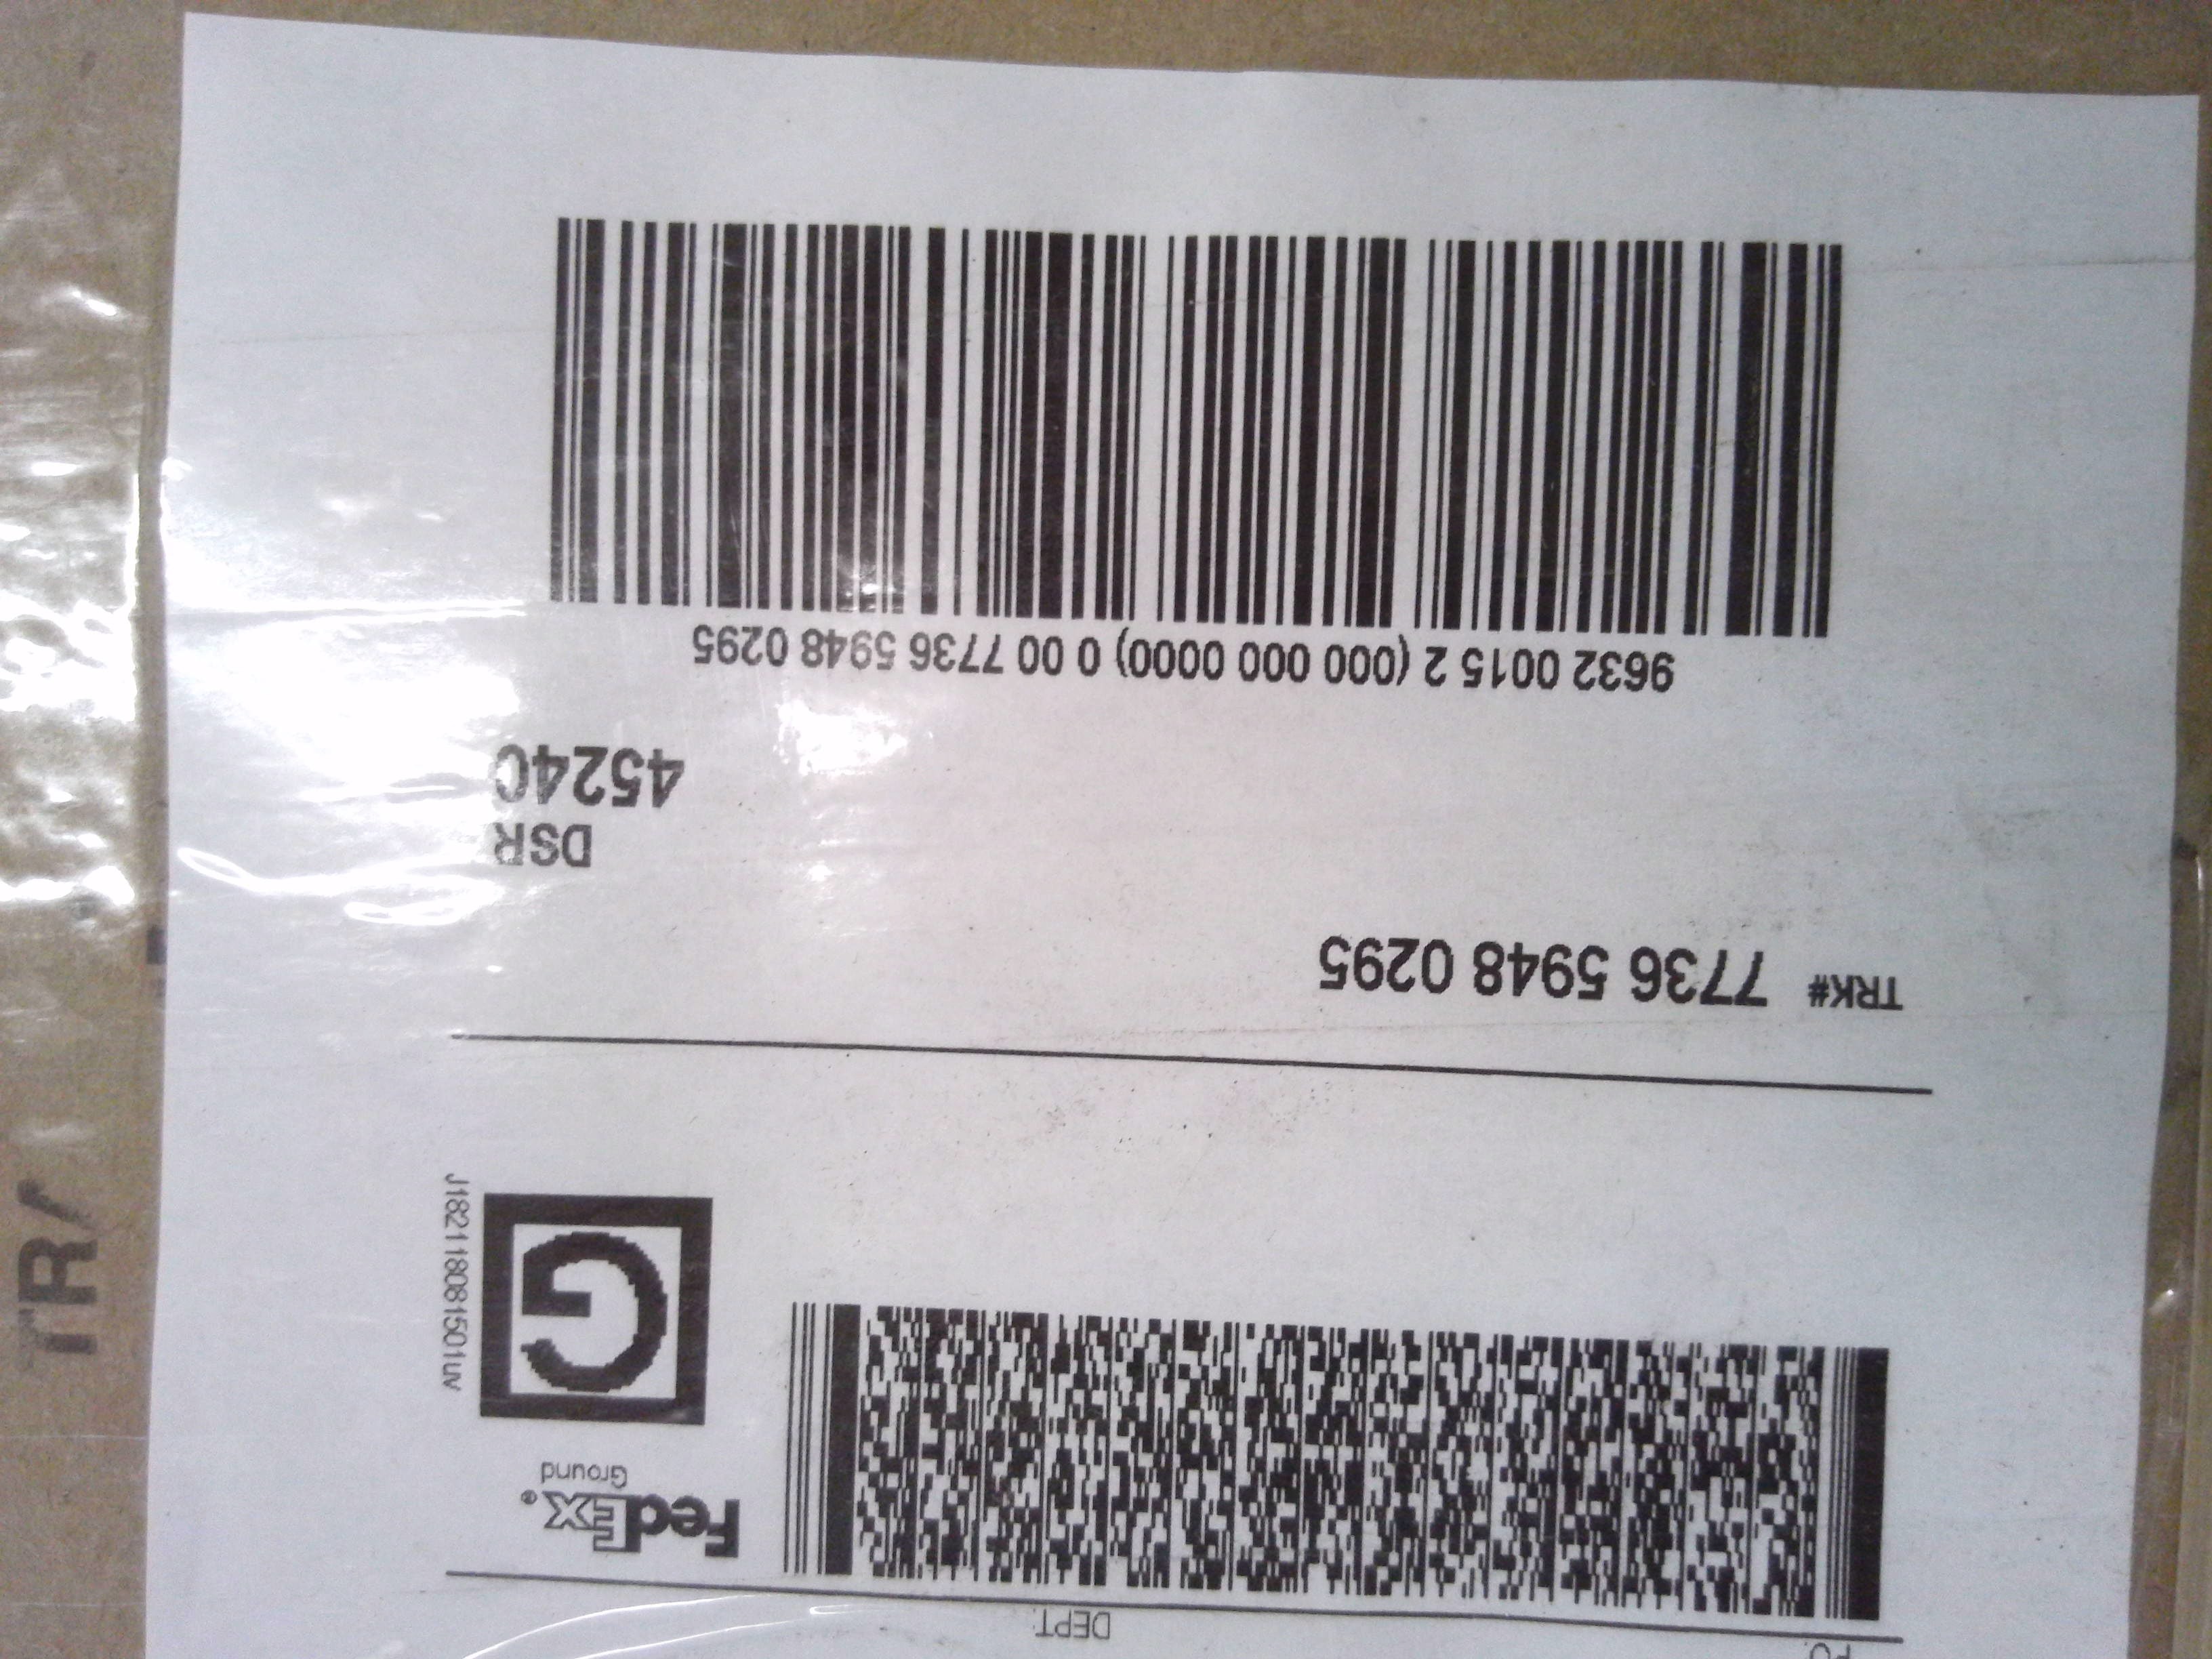 PO:
DEPT:
FedEx®
Ground
G
J182118081501uv
TRK# 7736 5948 0295
DSR
45240
9632 0015 2 (000 000 0000) 0 00 7736 5948 0295